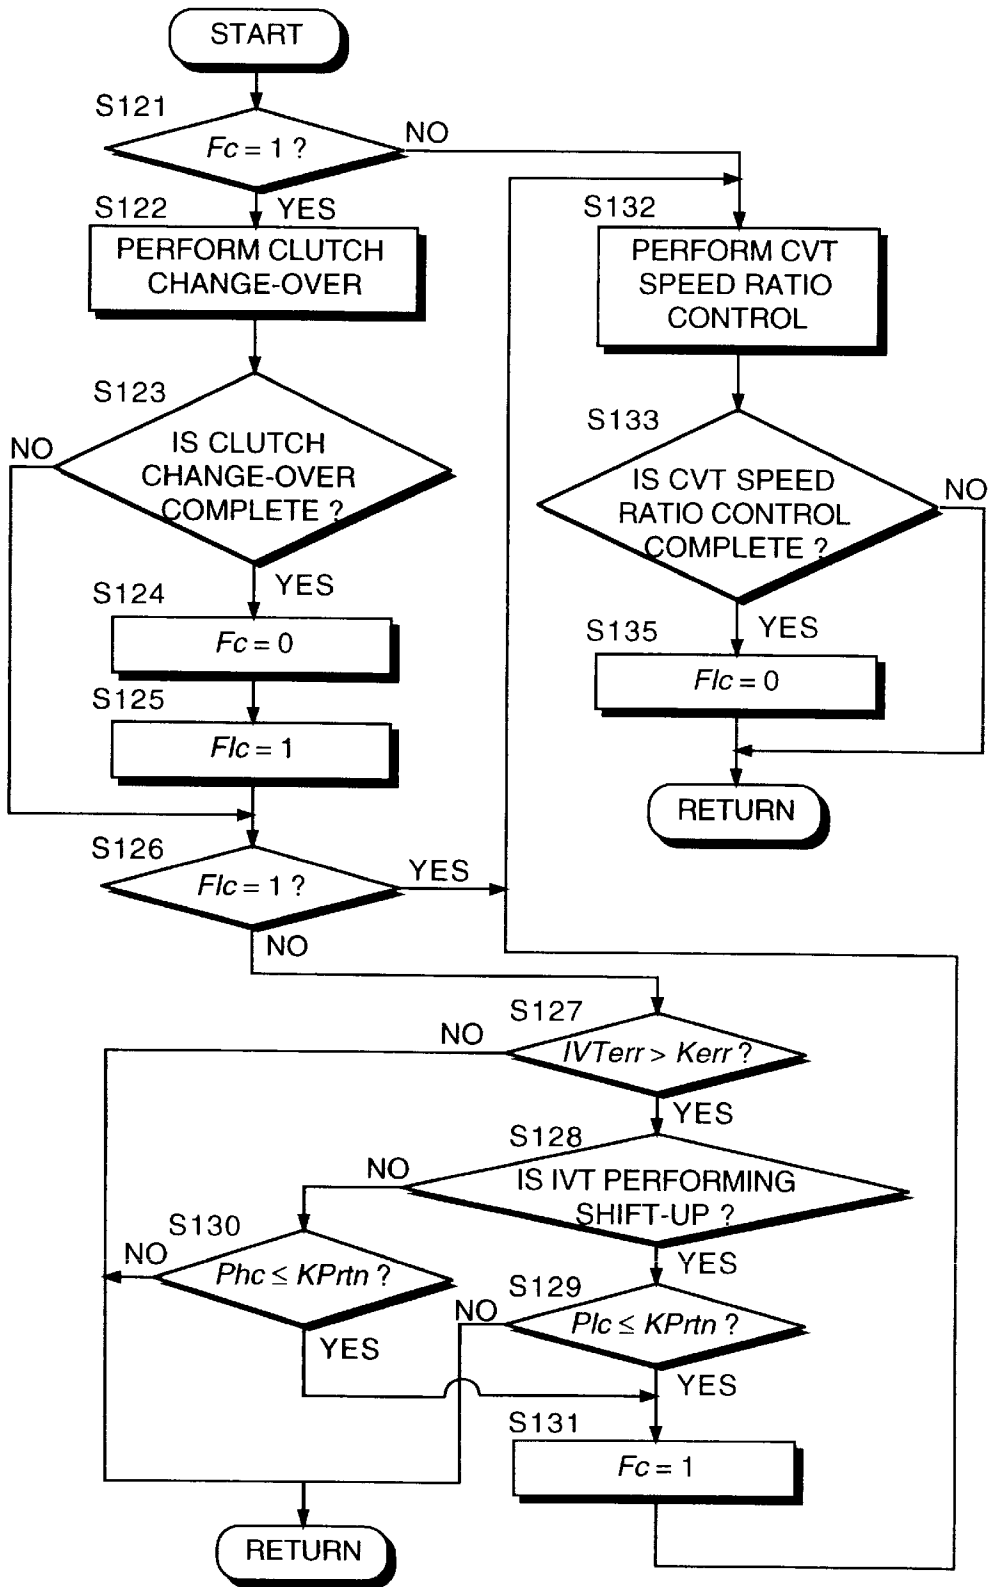 START
S121
Fc = 1 ?
NO
S122
YES
PERFORM CLUTCH
CHANGE-OVER
S132
PERFORM CVT
SPEED RATIO
CONTROL
S123
NO
IS CLUTCH
CHANGE-OVER
COMPLETE ?
YES
S133
IS CVT SPEED
RATIO CONTROL
COMPLETE ?
NO
YES
S124
Fc = 0
S125
Flc = 1
S135
Flc = 0
RETURN
S126
Flc = 1 ?
YES
NO
S127
NO
IVTerr > Kerr ?
YES
S128
NO
IS IVT PERFORMING
SHIFT-UP ?
YES
S130
NO
Phc ≤ KPrtn ?
YES
S129
NO
Plc ≤ KPrtn ?
YES
S131
Fc = 1
RETURN